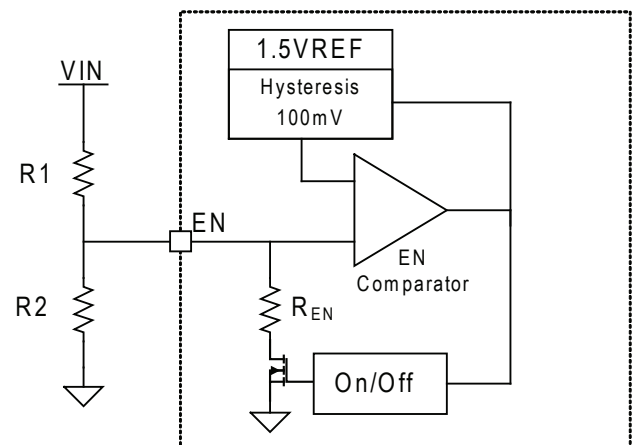 1.5VREF
Hysteresis
100mV
VIN
R1
EN
EN
Comparator
R2
REN
On/Off